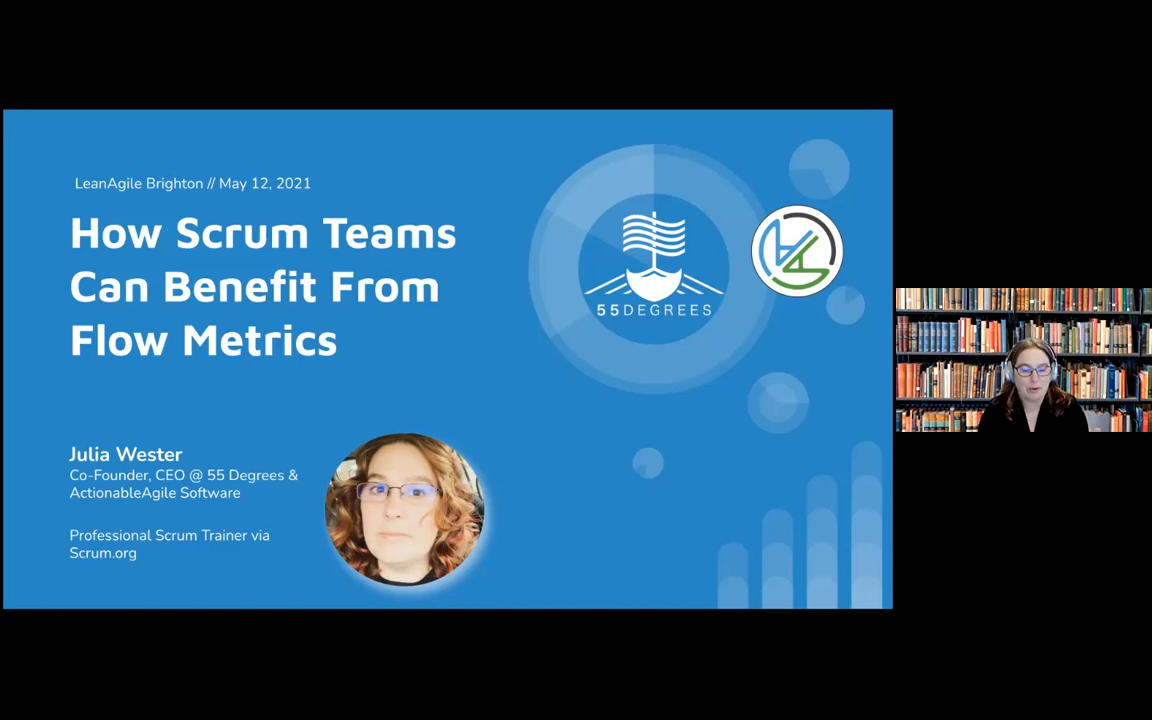 LeanAgile Brighton // May 12, 2021
How Scrum Teams
Can Benefit From
Flow Metrics
55DEGREES
Julia Wester
Co-Founder, CEO @ 55 Degrees &
ActionableAgile Software
Professional Scrum Trainer via
Scrum.org